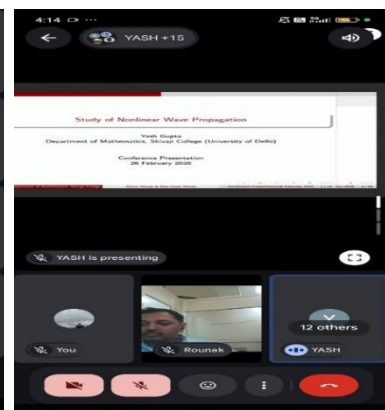 4:14
YASH +15
Study of Nonlinear Wave Propagation
Yash Gupta
Department of Mathematics, Shivaji College (University of Delhi)
Conference Presentation
26 February 2026
YASH is presenting
12 others
You
Rounak
YASH